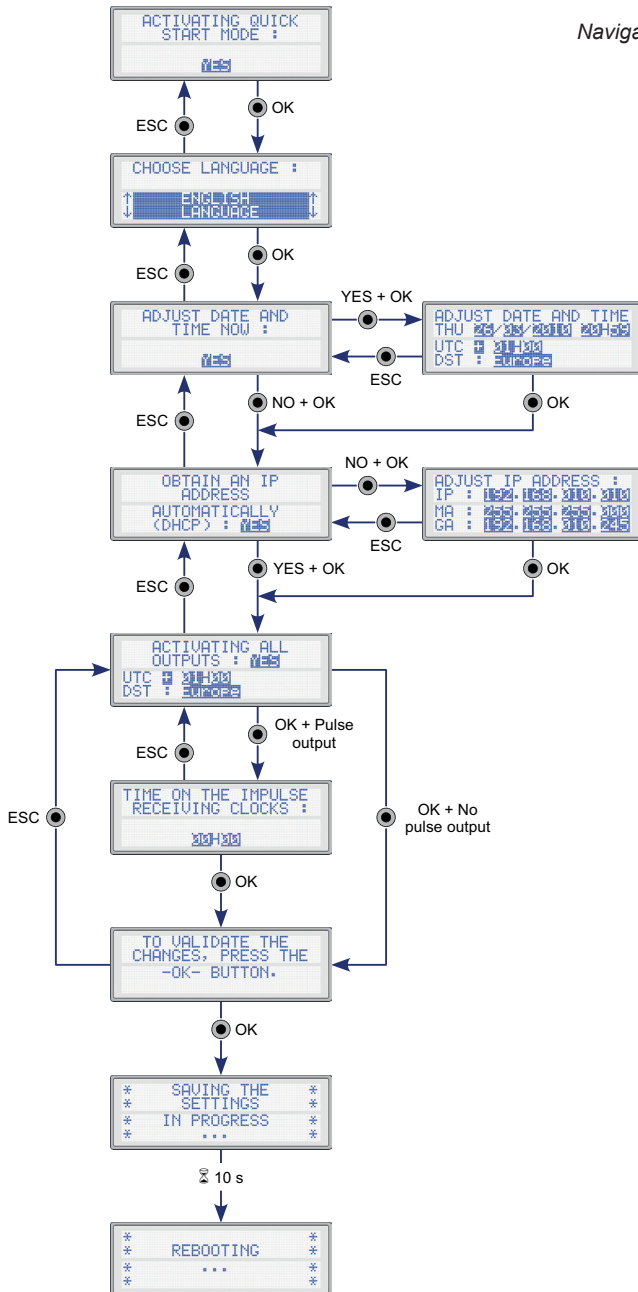 Naviga
ACTIVATING QUICK
START MODE :
YES
ESC
OK
CHOOSE LANGUAGE :
↑ ENGLISH ↑
↓ LANGUAGE ↓
ESC
OK
ADJUST DATE AND
TIME NOW :
YES
YES + OK
ESC
ADJUST DATE AND TIME
THU 26/03/2010 20H59
UTC + 01H00
DST : Europe
ESC
NO + OK
OK
OBTAIN AN IP
ADDRESS
AUTOMATICALLY
(DHCP) : YES
NO + OK
ESC
ADJUST IP ADDRESS :
IP : 192.168.010.010
MA : 255.255.255.000
GA : 192.168.010.245
ESC
YES + OK
OK
ACTIVATING ALL
OUTPUTS : YES
UTC + 01H00
DST : Europe
ESC
OK + Pulse
output
TIME ON THE IMPULSE
RECEIVING CLOCKS :
00H00
ESC
OK + No
pulse output
OK
TO VALIDATE THE
CHANGES, PRESS THE
-OK- BUTTON.
OK
* SAVING THE *
* SETTINGS *
* IN PROGRESS *
* ... *
10 s
* *
* REBOOTING *
* ... *
* *